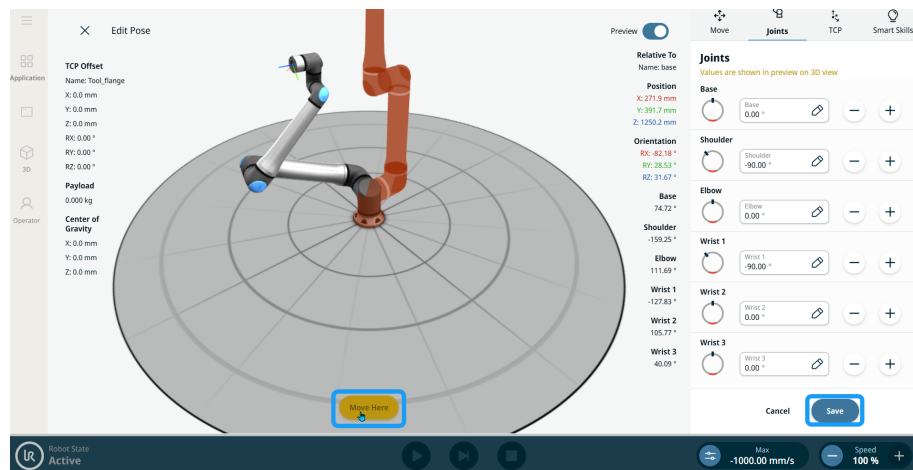 Edit Pose
Preview
Move
Joints
TCP
Smart Skills
Application
3D
Operator
TCP Offset
Name: Tool_flange
X: 0.0 mm
Y: 0.0 mm
Z: 0.0 mm
RX: 0.00 °
RY: 0.00 °
RZ: 0.00 °
Payload
0.000 kg
Center of
Gravity
X: 0.0 mm
Y: 0.0 mm
Z: 0.0 mm
Relative To
Name: base
Position
X: 271.9 mm
Y: 391.7 mm
Z: 1250.2 mm
Orientation
RX: -82.18 °
RY: 28.53 °
RZ: 31.67 °
Base
74.72 °
Shoulder
-159.25 °
Elbow
111.69 °
Wrist 1
-127.83 °
Wrist 2
105.77 °
Wrist 3
40.09 °
Joints
Values are shown in preview on 3D view
Base
Base
0.00 °
Shoulder
Shoulder
-90.00 °
Elbow
Elbow
0.00 °
Wrist 1
Wrist 1
-90.00 °
Wrist 2
Wrist 2
0.00 °
Wrist 3
Wrist 3
0.00 °
Move Here
Cancel
Save
UR
Robot State
Active
Max
-1000.00 mm/s
Speed
100 %